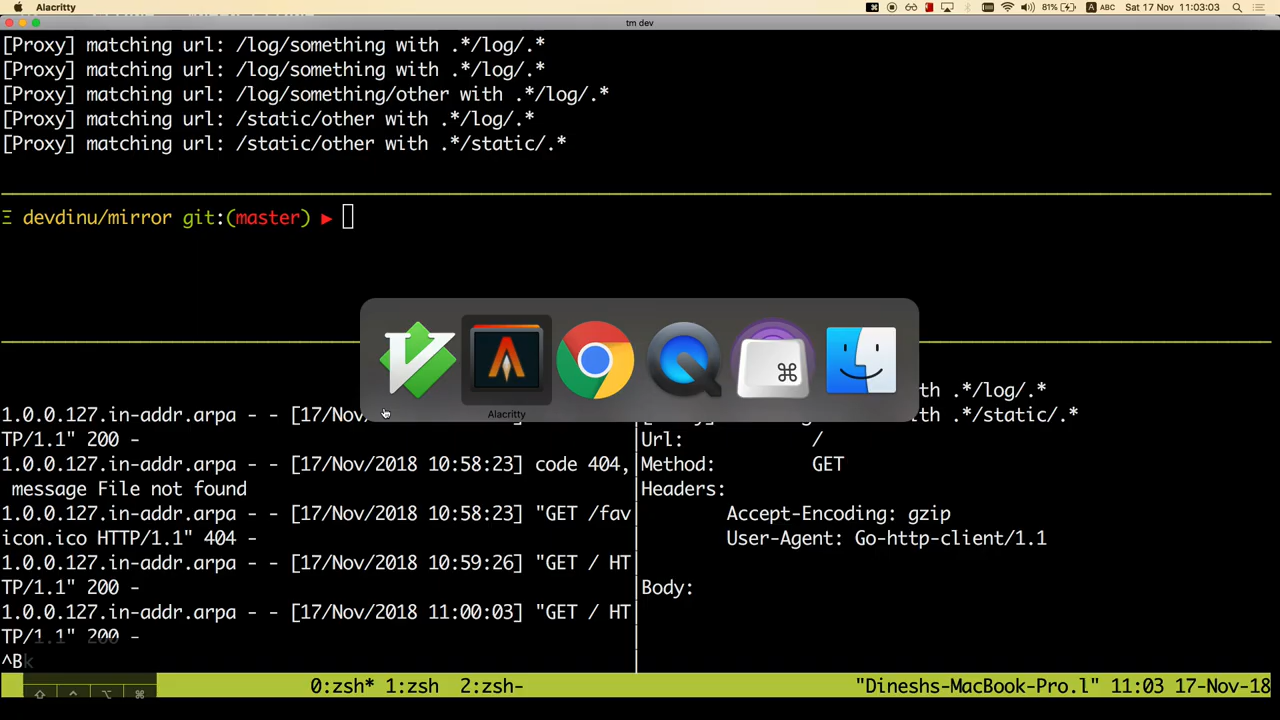 Alacritty
81%
ABC
Sat 17 Nov 11:03:03
tm dev
[Proxy] matching url: /log/something with .*/log/.*
[Proxy] matching url: /log/something with .*/log/.*
[Proxy] matching url: /log/something/other with .*/log/.*
[Proxy] matching url: /static/other with .*/log/.*
[Proxy] matching url: /static/other with .*/static/.*
Ξ devdinu/mirror git:(master) ▶
Alacritty
1.0.0.127.in-addr.arpa - - [17/Nov/
TP/1.1" 200 -
1.0.0.127.in-addr.arpa - - [17/Nov/2018 10:58:23] code 404,
message File not found
1.0.0.127.in-addr.arpa - - [17/Nov/2018 10:58:23] "GET /fav
icon.ico HTTP/1.1" 404 -
1.0.0.127.in-addr.arpa - - [17/Nov/2018 10:59:26] "GET / HT
TP/1.1" 200 -
1.0.0.127.in-addr.arpa - - [17/Nov/2018 11:00:03] "GET / HT
TP/1.1" 200 -
^Bk
th .*/log/.*
with .*/static/.*
Url: /
Method: GET
Headers:
Accept-Encoding: gzip
User-Agent: Go-http-client/1.1
Body:
0:zsh* 1:zsh 2:zsh-
"Dineshs-MacBook-Pro.l" 11:03 17-Nov-18